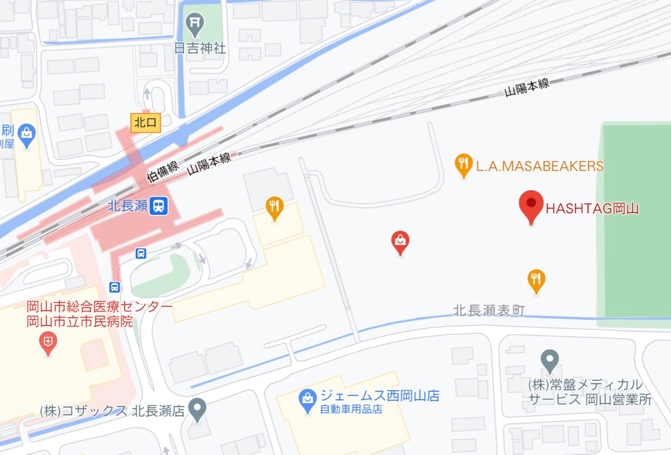 日吉神社
山陽本線
北口
刷
刷屋
伯備線
山陽本線
L.A.MASABEAKERS
北長瀬
HASHTAG岡山
岡山市総合医療センター
岡山市立市民病院
北長瀬表町
(株)常盤メディカル
サービス 岡山営業所
ジェームス西岡山店
自動車用品店
(株)コザックス 北長瀬店